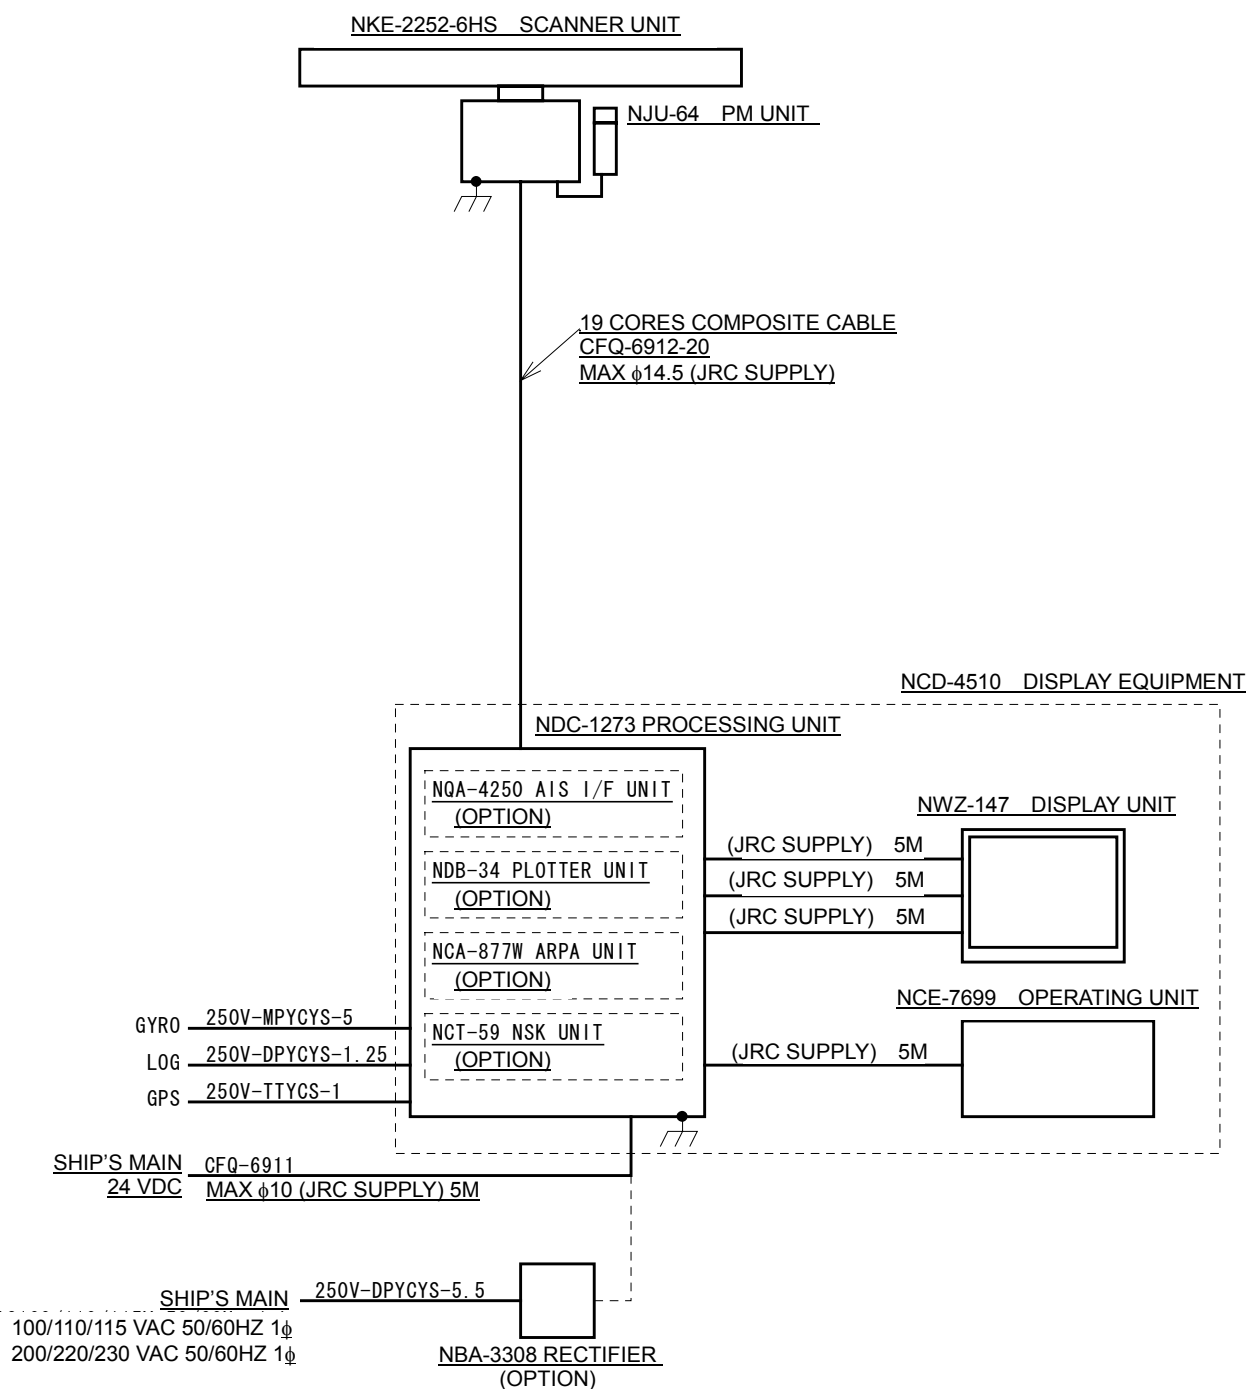 NKE-2252-6HS SCANNER UNIT
NJU-64 PM UNIT
19 CORES COMPOSITE CABLE
CFQ-6912-20
MAX ϕ14.5 (JRC SUPPLY)
NCD-4510 DISPLAY EQUIPMENT
NDC-1273 PROCESSING UNIT
NQA-4250 AIS I/F UNIT
(OPTION)
NDB-34 PLOTTER UNIT
(OPTION)
NCA-877W ARPA UNIT
(OPTION)
NCT-59 NSK UNIT
(OPTION)
NWZ-147 DISPLAY UNIT
(JRC SUPPLY) 5M
(JRC SUPPLY) 5M
(JRC SUPPLY) 5M
NCE-7699 OPERATING UNIT
(JRC SUPPLY) 5M
GYRO 250V-MPYCYS-5
LOG 250V-DPYCYS-1.25
GPS 250V-TTYCS-1
SHIP'S MAIN CFQ-6911
24 VDC MAX ϕ10 (JRC SUPPLY) 5M
SHIP'S MAIN 250V-DPYCYS-5.5
100/110/115 VAC 50/60HZ 1ϕ
200/220/230 VAC 50/60HZ 1ϕ
NBA-3308 RECTIFIER
(OPTION)